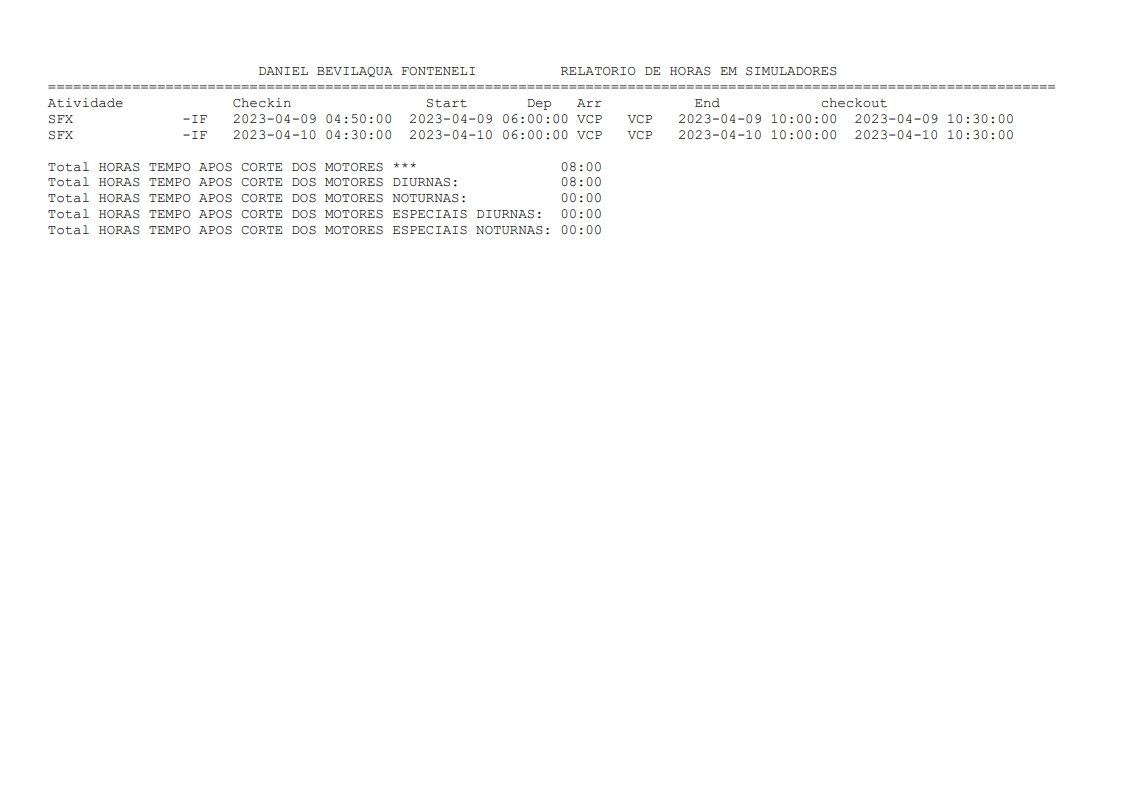 DANIEL BEVILAQUA FONTENELI          RELATORIO DE HORAS EM SIMULADORES
========================================================================================================================
Atividade             Checkin                Start       Dep   Arr           End            checkout
SFX             -IF   2023-04-09 04:50:00  2023-04-09 06:00:00 VCP   VCP   2023-04-09 10:00:00  2023-04-09 10:30:00
SFX             -IF   2023-04-10 04:30:00  2023-04-10 06:00:00 VCP   VCP   2023-04-10 10:00:00  2023-04-10 10:30:00
Total HORAS TEMPO APOS CORTE DOS MOTORES ***                 08:00
Total HORAS TEMPO APOS CORTE DOS MOTORES DIURNAS:            08:00
Total HORAS TEMPO APOS CORTE DOS MOTORES NOTURNAS:           00:00
Total HORAS TEMPO APOS CORTE DOS MOTORES ESPECIAIS DIURNAS:  00:00
Total HORAS TEMPO APOS CORTE DOS MOTORES ESPECIAIS NOTURNAS: 00:00